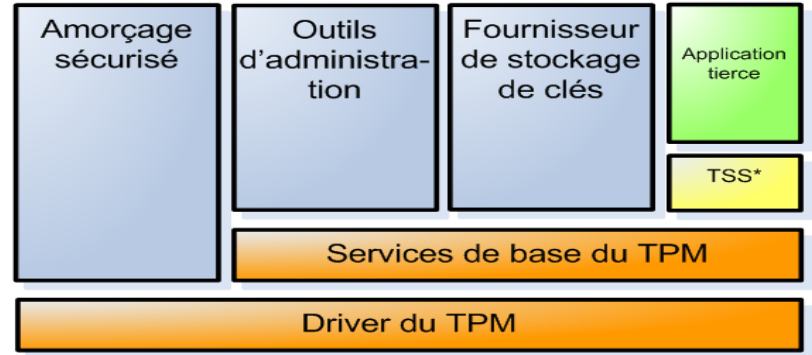 Amorçage
sécurisé
Outils
d'administra-
tion
Fournisseur
de stockage
de clés
Application
tierce
TSS*
Services de base du TPM
Driver du TPM